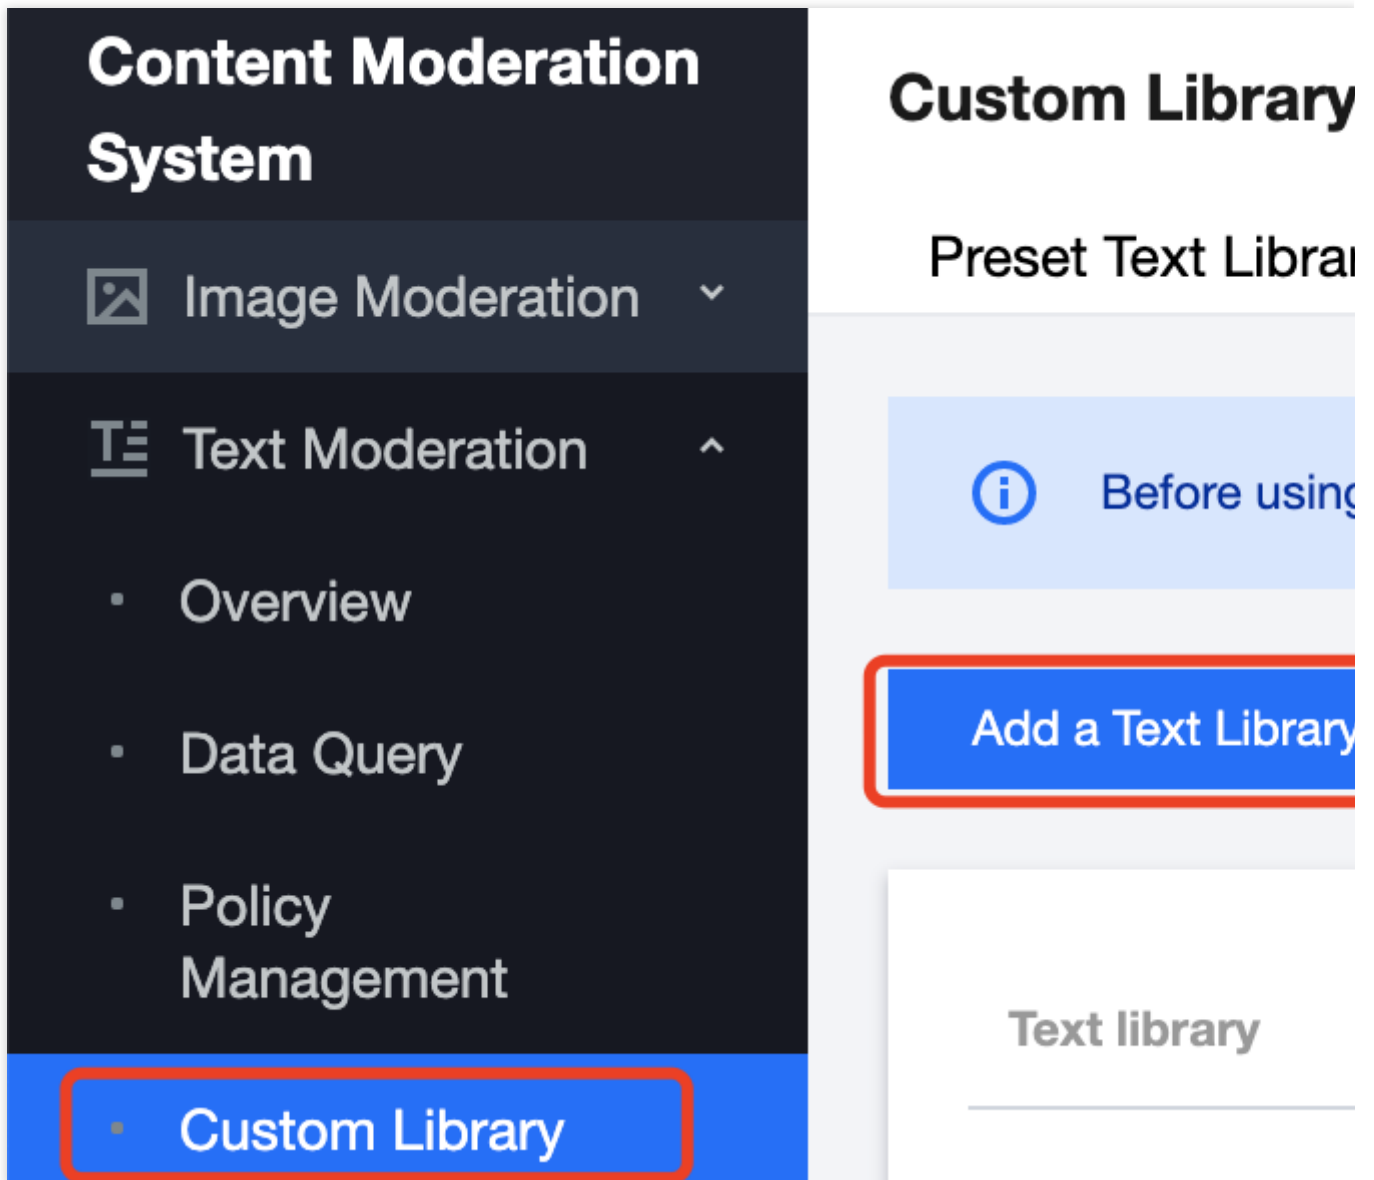 Content Moderation
System
Image Moderation
Text Moderation
Overview
Data Query
Policy
Management
Custom Library
Custom Library
Preset Text
Before using
Add a Text Library
Text library